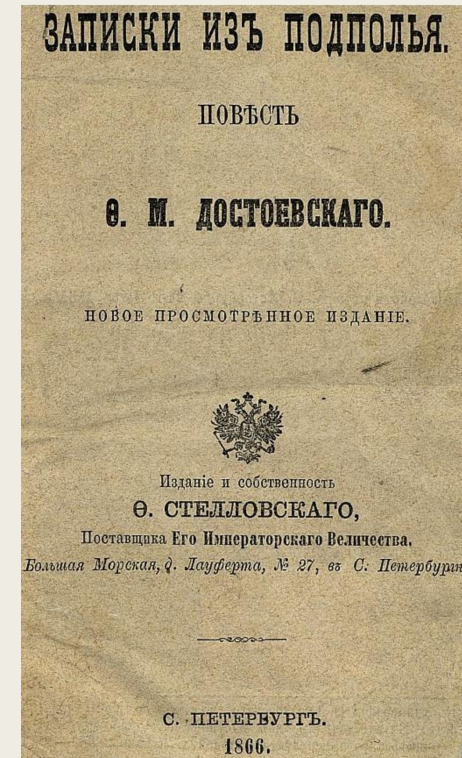 ЗАПИСКИ ИЗЪ ПОДПОЛЬЯ.
ПОВѢСТЬ
Ѳ. М. ДОСТОЕВСКАГО.
НОВОЕ ПРОСМОТРѢННОЕ ИЗДАНІЕ.
Изданіе и собственность
Ѳ. СТЕЛЛОВСКАГО,
Поставщика Его Императорскаго Величества,
Большая Морская, д. Лауферта, № 27, въ С.
С. ПЕТЕРБУРГЪ.
1866.